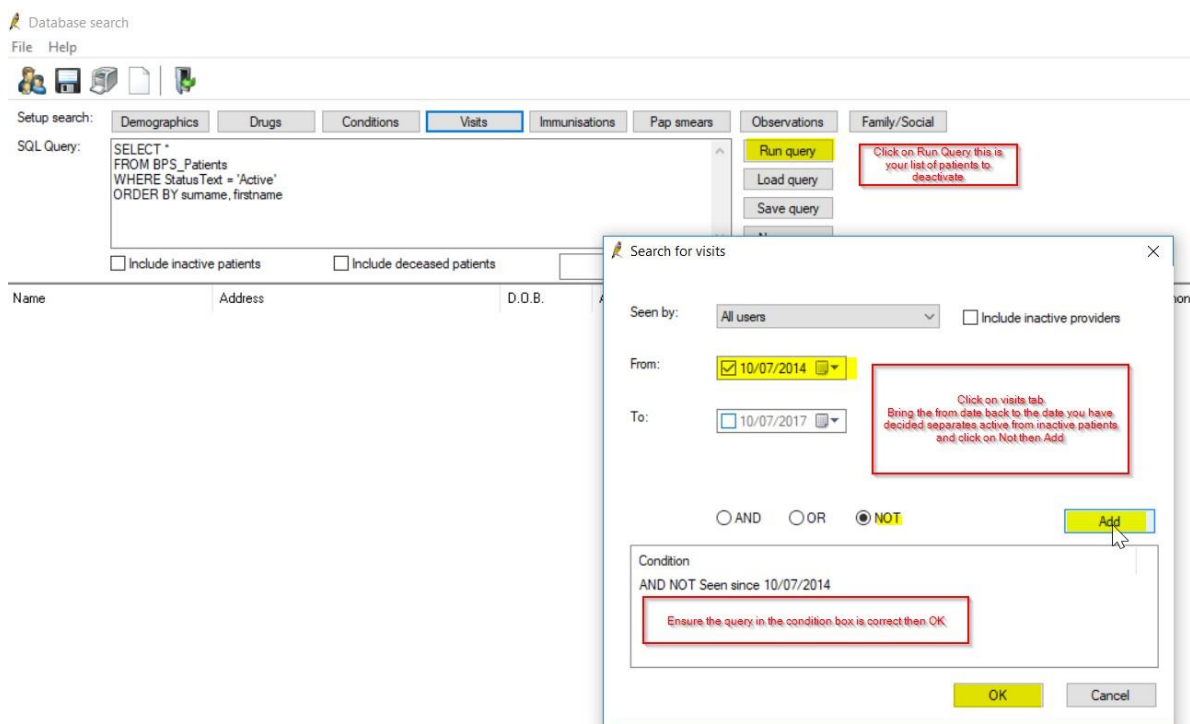 Database search
File Help
Setup search: Demographics Drugs Conditions Visits Immunisations Pap smears Observations Family/Social
SQL Query:
SELECT *
FROM BPS_Patients
WHERE StatusText = 'Active'
ORDER BY surname, firstname
Run query
Load query
Save query
Click on Run Query this is
your list of patients to
deactivate
Include inactive patients Include deceased patients
Name Address D.O.B.
Search for visits
Seen by: All users Include inactive providers
From: 10/07/2014
To: 10/07/2017
Click on visits tab
Bring the from date back to the date you have
decided separates active from inactive patients
and click on Not then Add
AND OR NOT Add
Condition
AND NOT Seen since 10/07/2014
Ensure the query in the condition box is correct then OK
OK Cancel